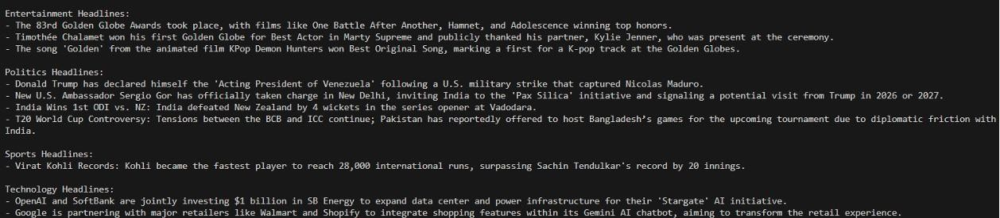 Entertainment Headlines:
- The 83rd Golden Globe Awards took place, with films like One Battle After Another, Hamnet, and Adolescence winning top honors.
- Timothée Chalamet won his first Golden Globe for Best Actor in Marty Supreme and publicly thanked his partner, Kylie Jenner, who was present at the ceremony.
- The song 'Golden' from the animated film KPop Demon Hunters won Best Original Song, marking a first for a K-pop track at the Golden Globes.
Politics Headlines:
- Donald Trump has declared himself the 'Acting President of Venezuela' following a U.S. military strike that captured Nicolas Maduro.
- New U.S. Ambassador Sergio Gor has officially taken charge in New Delhi, inviting India to the 'Pax Silica' initiative and signaling a potential visit from Trump in 2026 or 2027.
- India Wins 1st ODI vs. NZ: India defeated New Zealand by 4 wickets in the series opener at Vadodara.
- T20 World Cup Controversy: Tensions between the BCB and ICC continue; Pakistan has reportedly offered to host Bangladesh’s games for the upcoming tournament due to diplomatic friction with
India.
Sports Headlines:
- Virat Kohli Records: Kohli became the fastest player to reach 28,000 international runs, surpassing Sachin Tendulkar's record by 20 innings.
Technology Headlines:
- OpenAI and SoftBank are jointly investing $1 billion in SB Energy to expand data center and power infrastructure for their 'Stargate' AI initiative.
- Google is partnering with major retailers like Walmart and Shopify to integrate shopping features within its Gemini AI chatbot, aiming to transform the retail experience.